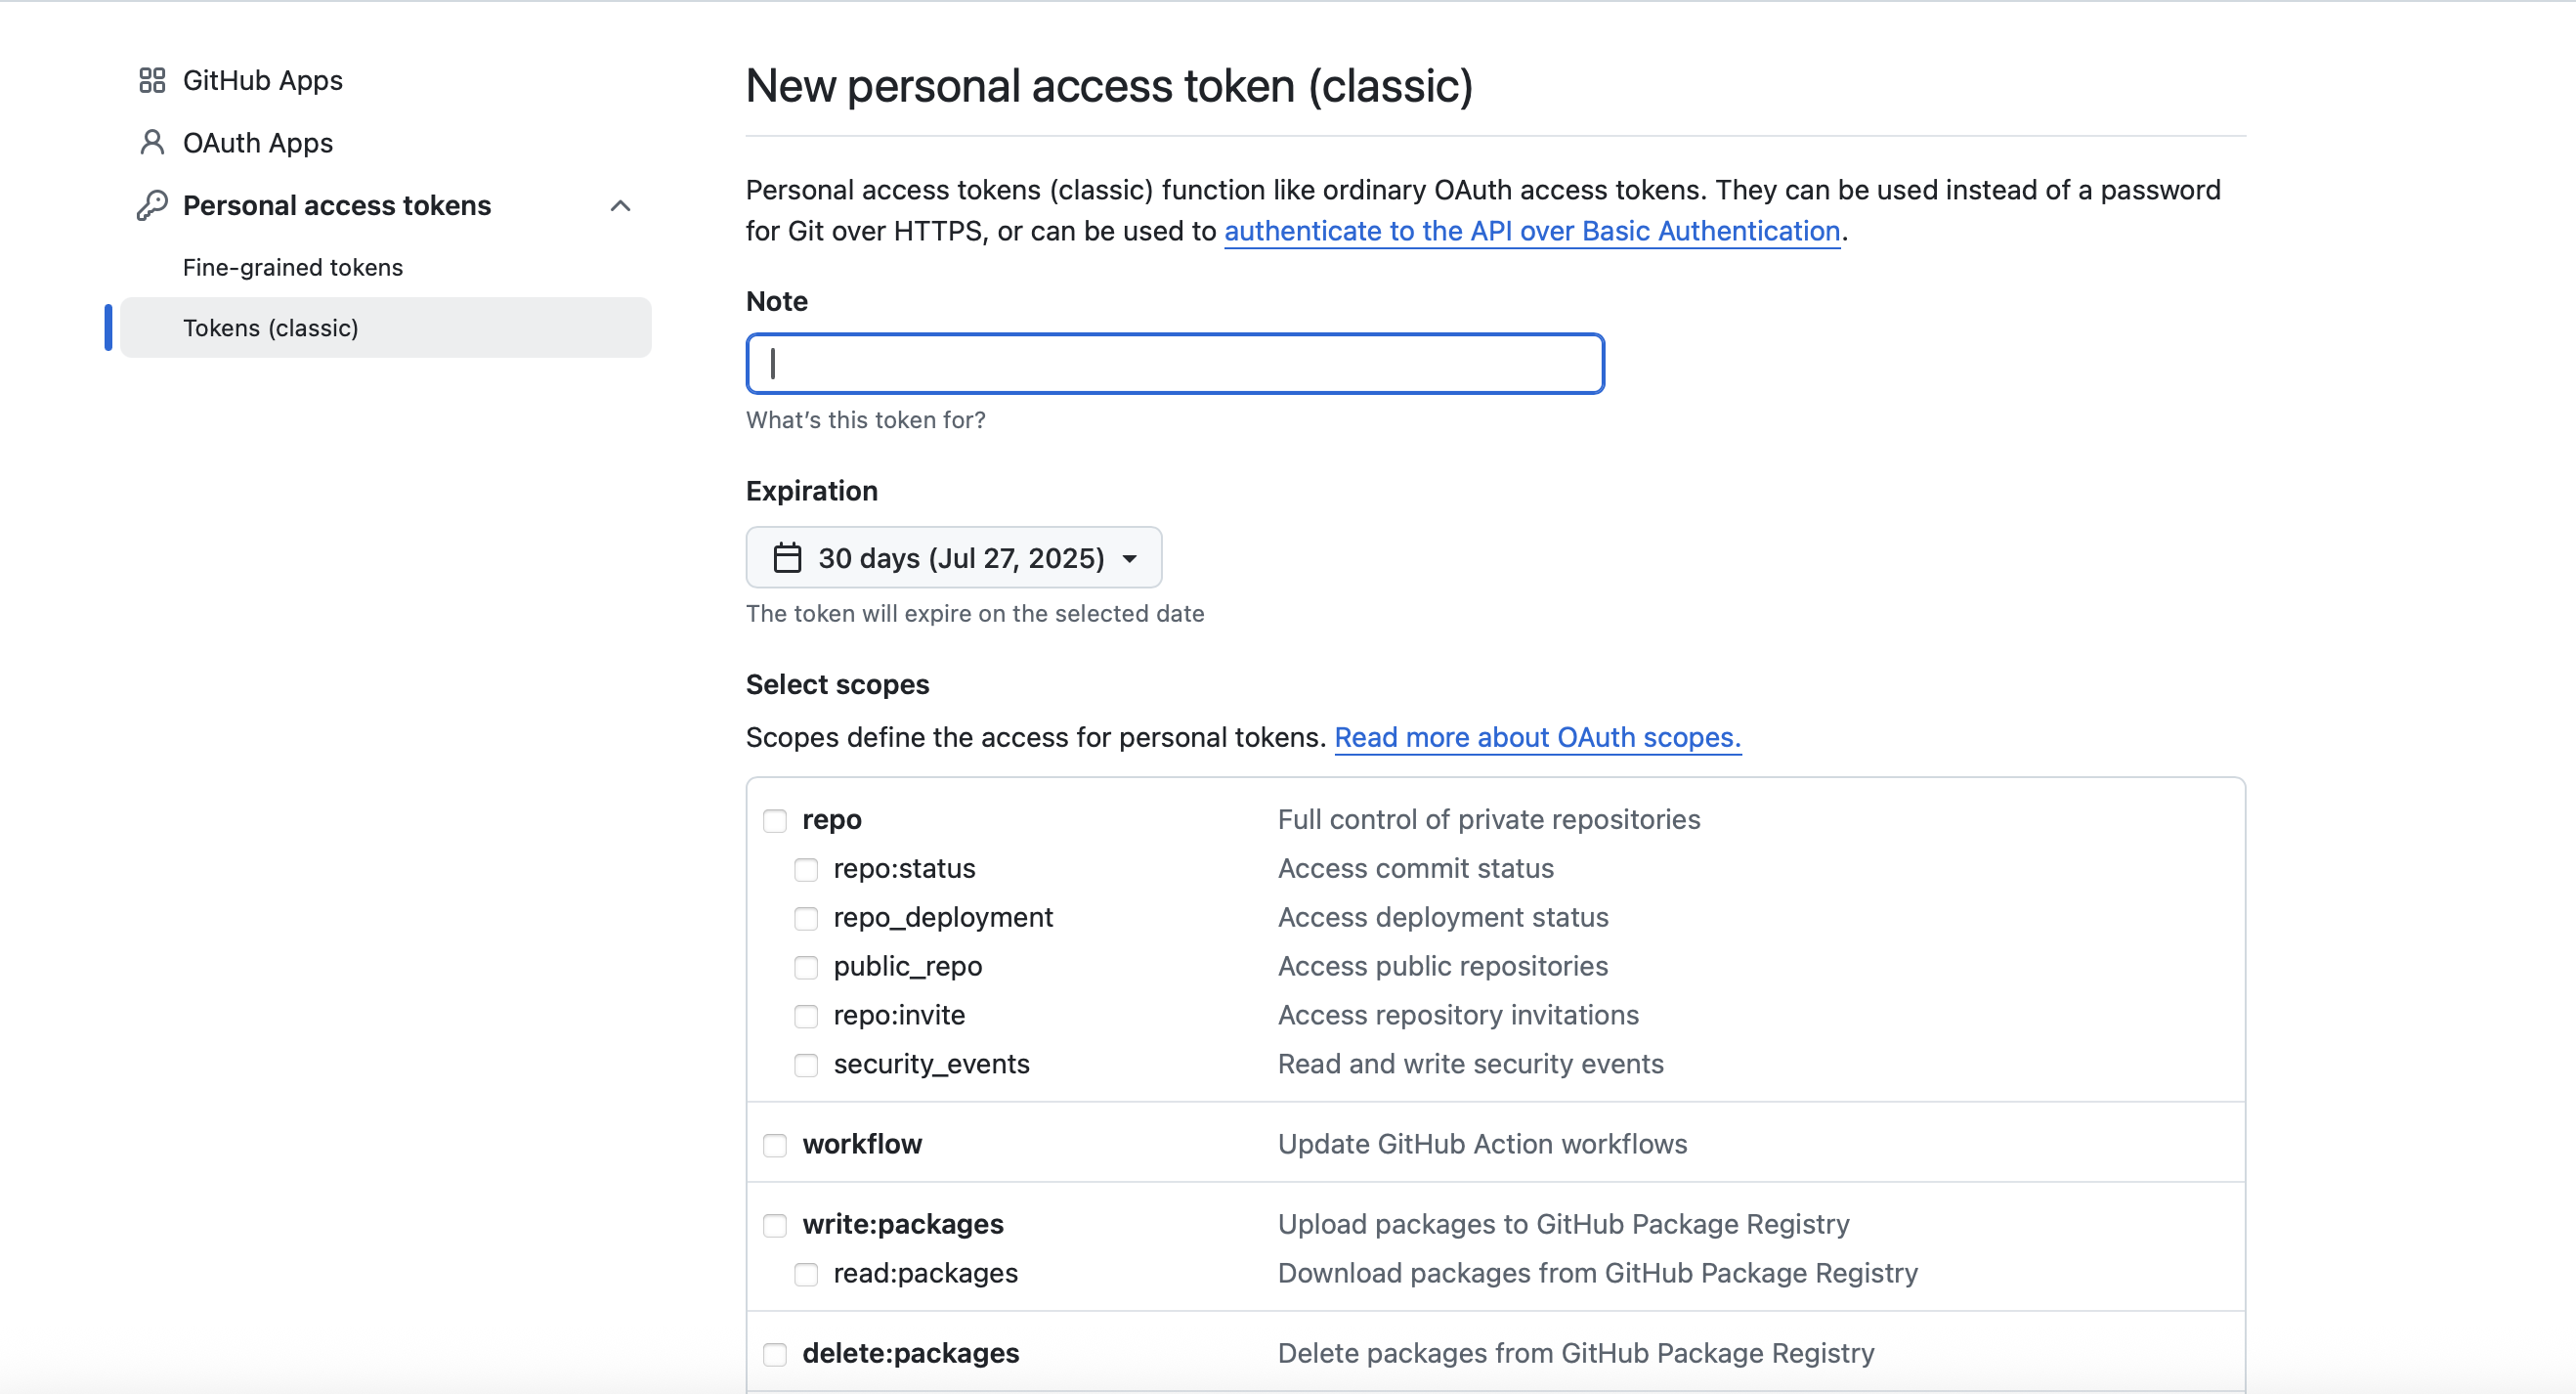 GitHub Apps
OAuth Apps
Personal access tokens
Fine-grained tokens
Tokens (classic)
New personal access token (classic)
Personal access tokens (classic) function like ordinary OAuth access tokens. They can be used instead of a password
for Git over HTTPS, or can be used to authenticate to the API over Basic Authentication.
Note
What's this token for?
Expiration
30 days (Jul 27, 2025)
The token will expire on the selected date
Select scopes
Scopes define the access for personal tokens. Read more about OAuth scopes.
repo Full control of private repositories
repo:status Access commit status
repo_deployment Access deployment status
public_repo Access public repositories
repo:invite Access repository invitations
security_events Read and write security events
workflow Update GitHub Action workflows
write:packages Upload packages to GitHub Package Registry
read:packages Download packages from GitHub Package Registry
delete:packages Delete packages from GitHub Package Registry